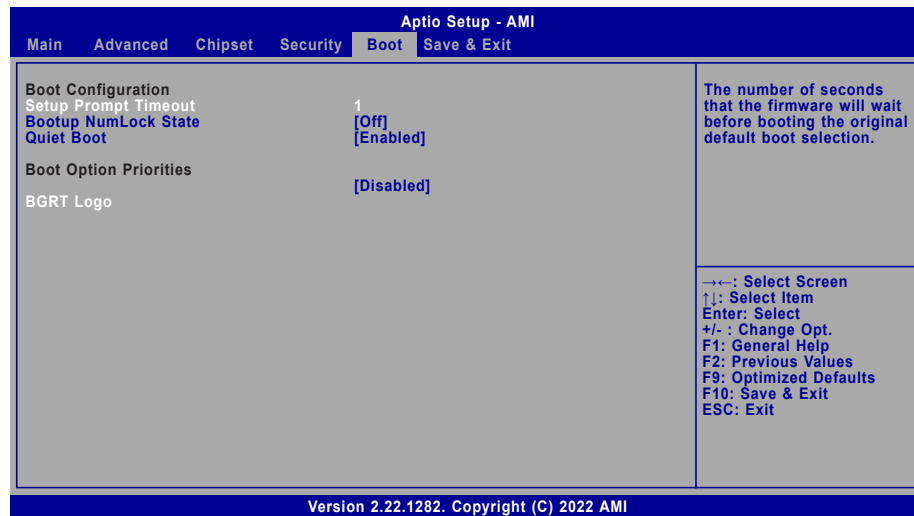 Aptio Setup - AMI
Main Advanced Chipset Security Boot Save & Exit
Boot Configuration
Setup Prompt Timeout 1
Bootup NumLock State [Off]
Quiet Boot [Enabled]
Boot Option Priorities
[Disabled]
BGRT Logo
The number of seconds
that the firmware will wait
before booting the original
default boot selection.
→←: Select Screen
↑↓: Select Item
Enter: Select
+/- : Change Opt.
F1: General Help
F2: Previous Values
F9: Optimized Defaults
F10: Save & Exit
ESC: Exit
Version 2.22.1282. Copyright (C) 2022 AMI